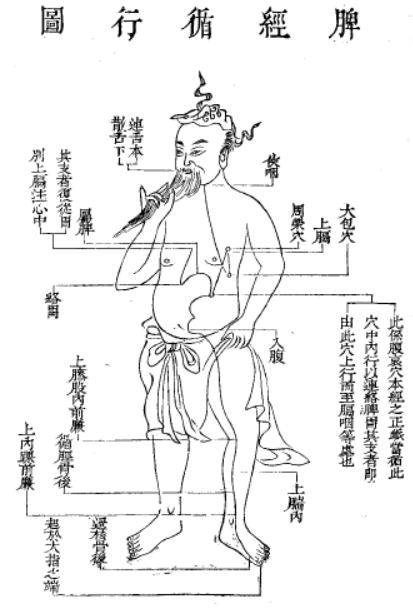 脾經循行圖
連舌本
散舌下
俠咽
其支者復從胃
別上膈注心中
屬脾
大包穴
上膈
周榮穴
絡胃
此係腹哀穴本經之正脈當循此
穴中內行以連絡脾胃其支者即
由此穴上行而至膈咽等處也
入腹
上膝股內前廉
循脛骨後
上腨內
上內踝前廉
過核骨後
起於大指之端